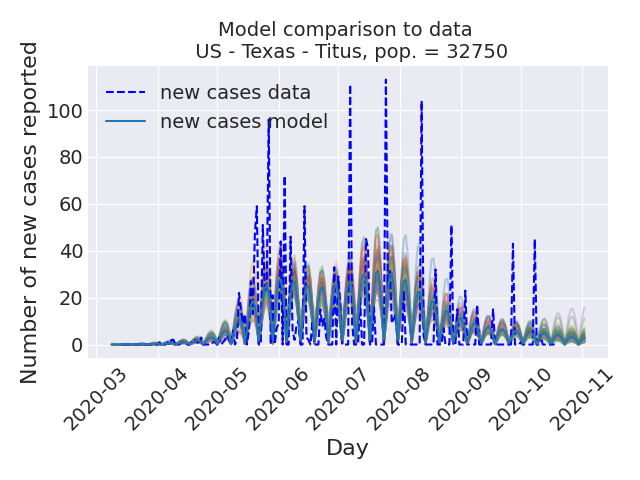 Model comparison to data
US - Texas - Titus, pop. = 32750
Number of new cases reported
100
80
60
40
20
0
new cases data
new cases model
2020-03
2020-04
2020-05
2020-06
2020-07
2020-08
2020-09
2020-10
2020-11
Day